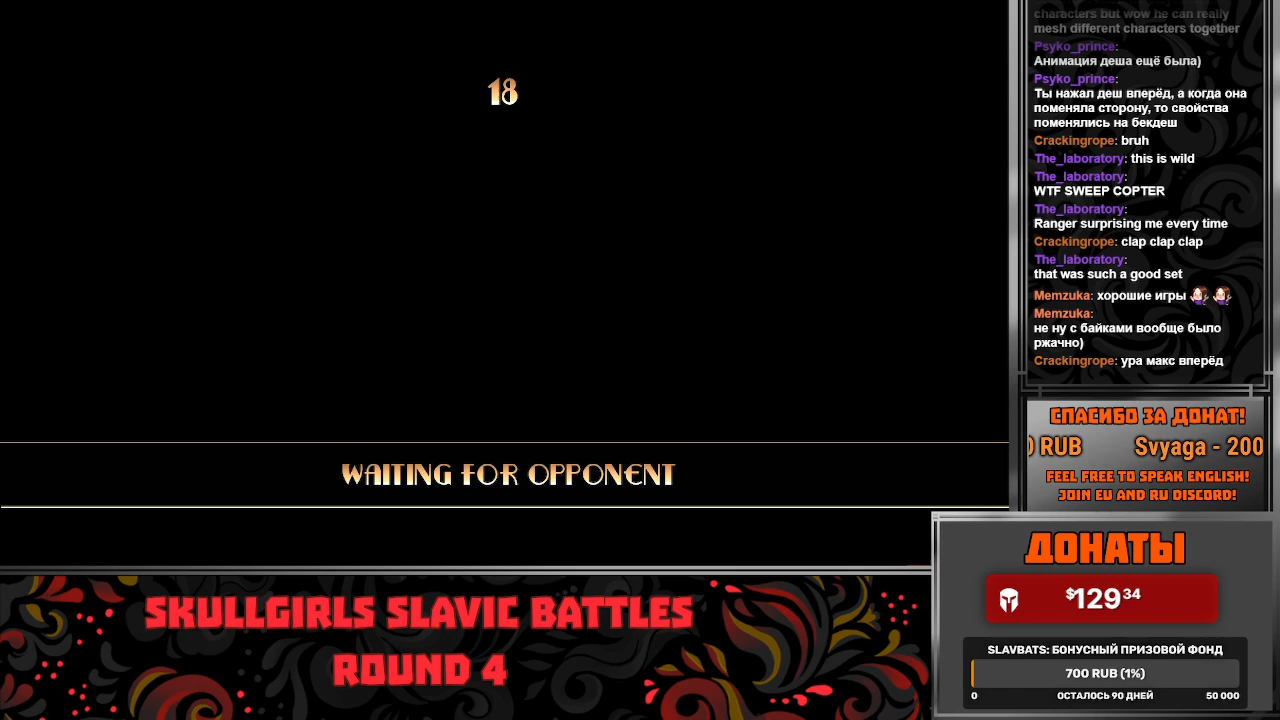 18
WAITING FOR OPPONENT
SKULLGIRLS SLAVIC BATTLES
ROUND 4
characters but wow he can really
mesh different characters together
Psyko_prince:
Анимация деша ещё была)
Psyko_prince:
Ты нажал деш вперёд, а когда она
поменяла сторону, то свойства
поменялись на бекдеш
Crackingrope: bruh
The_laboratory: this is wild
The_laboratory:
WTF SWEEP COPTER
The_laboratory:
Ranger surprising me every time
Crackingrope: clap clap clap
The_laboratory:
that was such a good set
Memzuka: хорошие игры
Memzuka:
не ну с байками вообще было
ржачно)
Crackingrope: ура макс вперёд
СПАСИБО ЗА ДОНАТ!
0 RUB Svyaga - 200
FEEL FREE TO SPEAK ENGLISH!
JOIN EU AND RU DISCORD!
ДОНАТЫ
$129 34
SLAVBATS: БОНУСНЫЙ ПРИЗОВОЙ ФОНД
700 RUB (1%)
0 ОСТАЛОСЬ 90 ДНЕЙ 50 000